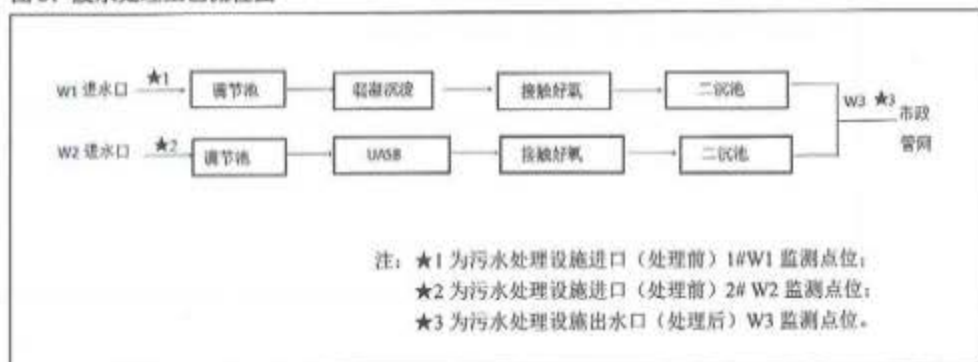 W1 进水口 ★1 调节池 接触好氧 二沉池 W3 ★3 市政
管网
W2 进水口 ★2 调节池 UASB 接触好氧 二沉池
注：★1 为污水处理设施进口（处理前）1#W1 监测点位；
★2 为污水处理设施进口（处理前）2# W2 监测点位；
★3 为污水处理设施出水口（处理后）W3 监测点位。